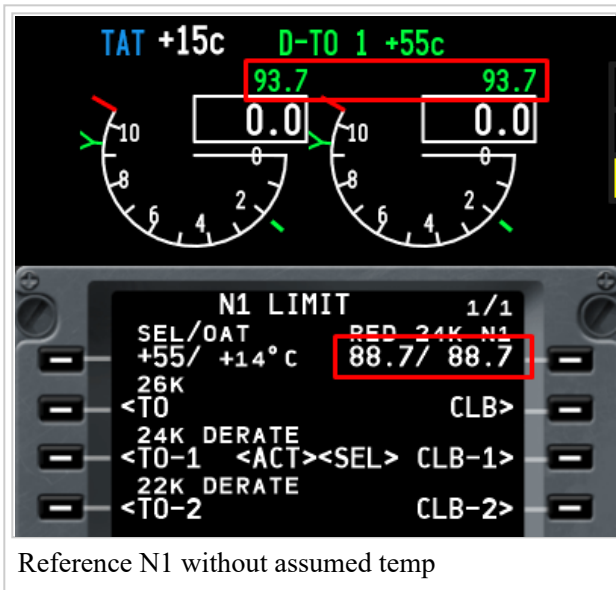 TAT +15c D-TO 1 +55c
93.7 93.7
0.0 0.0
10 8 6 4 2 0 10 8 6 4 2 0
N1 LIMIT 1/1
SEL/OAT RED 24K N1
+55/ +14°C 88.7/ 88.7
26K
<TO CLB>
24K DERATE
<TO-1 <ACT><SEL> CLB-1>
22K DERATE
<TO-2 CLB-2>
Reference N1 without assumed temp